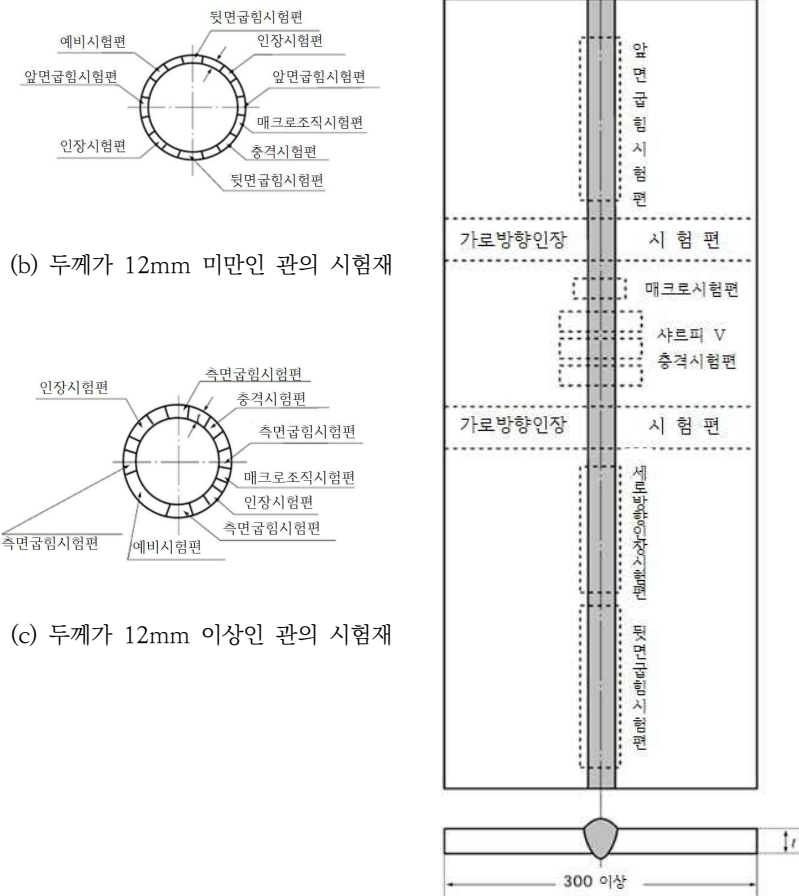 뒷면굽힘시험편
예비시험편
인장시험편
앞면굽힘시험편
앞면굽힘시험편
매크로조직시험편
인장시험편
충격시험편
뒷면굽힘시험편
(b) 두께가 12mm 미만인 관의 시험재
측면굽힘시험편
인장시험편
충격시험편
t
측면굽힘시험편
매크로조직시험편
인장시험편
측면굽힘시험편
측면굽힘시험편
예비시험편
(c) 두께가 12mm 이상인 관의 시험재
앞면굽힘시험편
가로방향인장 시 험 편
매크로시험편
샤르피 V
충격시험편
가로방향인장 시 험 편
세로방향인장시험편
뒷면굽힘시험편
t
300 이상